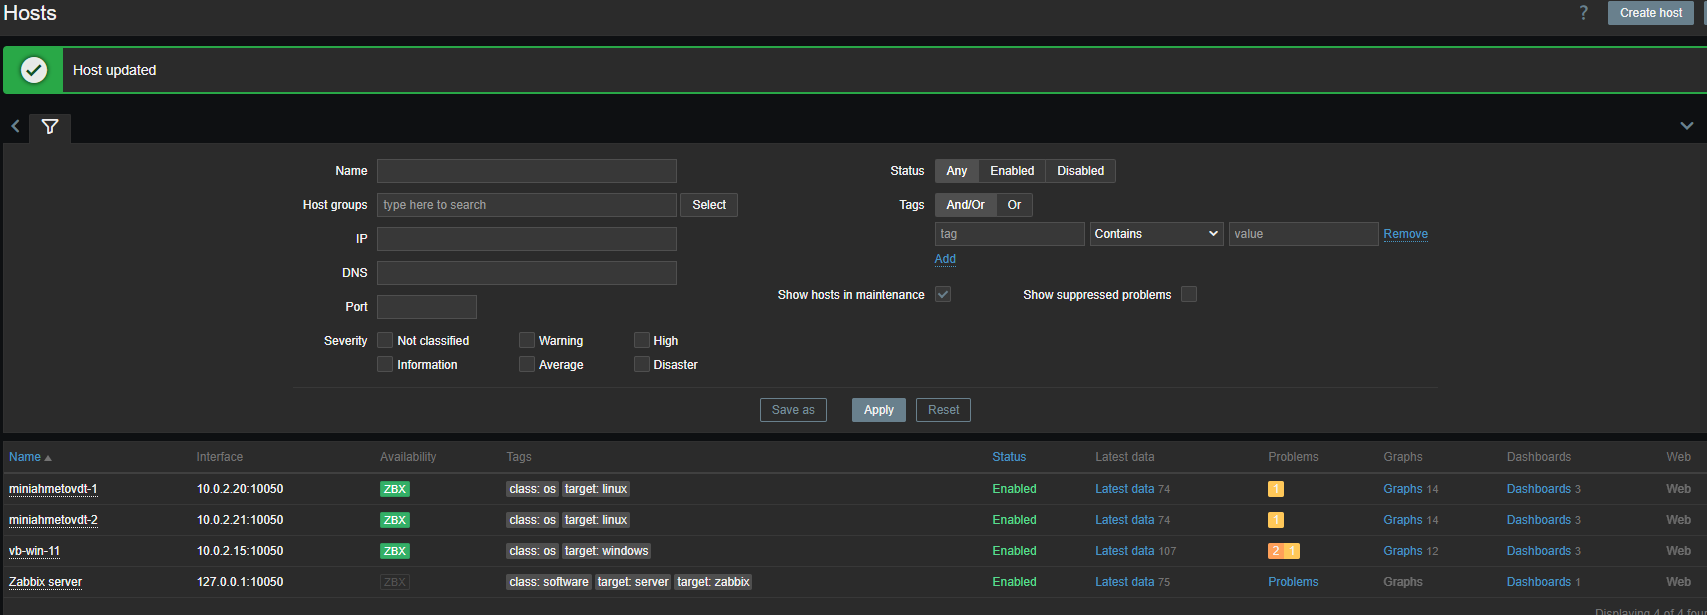 Hosts
? Create host
Host updated
Name
Status Any Enabled Disabled
Host groups type here to search Select
Tags And/Or Or
tag Contains value Remove
IP
Add
DNS
Show hosts in maintenance Show suppressed problems
Port
Severity Not classified Warning High
Information Average Disaster
Save as Apply Reset
Name Interface Availability Tags Status Latest data Problems Graphs Dashboards Web
miniahmetovdt-1 10.0.2.20:10050 ZBX class: os target: linux Enabled Latest data 74 1 Graphs 14 Dashboards 3 Web
miniahmetovdt-2 10.0.2.21:10050 ZBX class: os target: linux Enabled Latest data 74 1 Graphs 14 Dashboards 3 Web
vb-win-11 10.0.2.15:10050 ZBX class: os target: windows Enabled Latest data 107 2 1 Graphs 12 Dashboards 3 Web
Zabbix server 127.0.0.1:10050 ZBX class: software target: server target: zabbix Enabled Latest data 75 Problems Graphs Dashboards 1 Web
Displaying 4 of 4